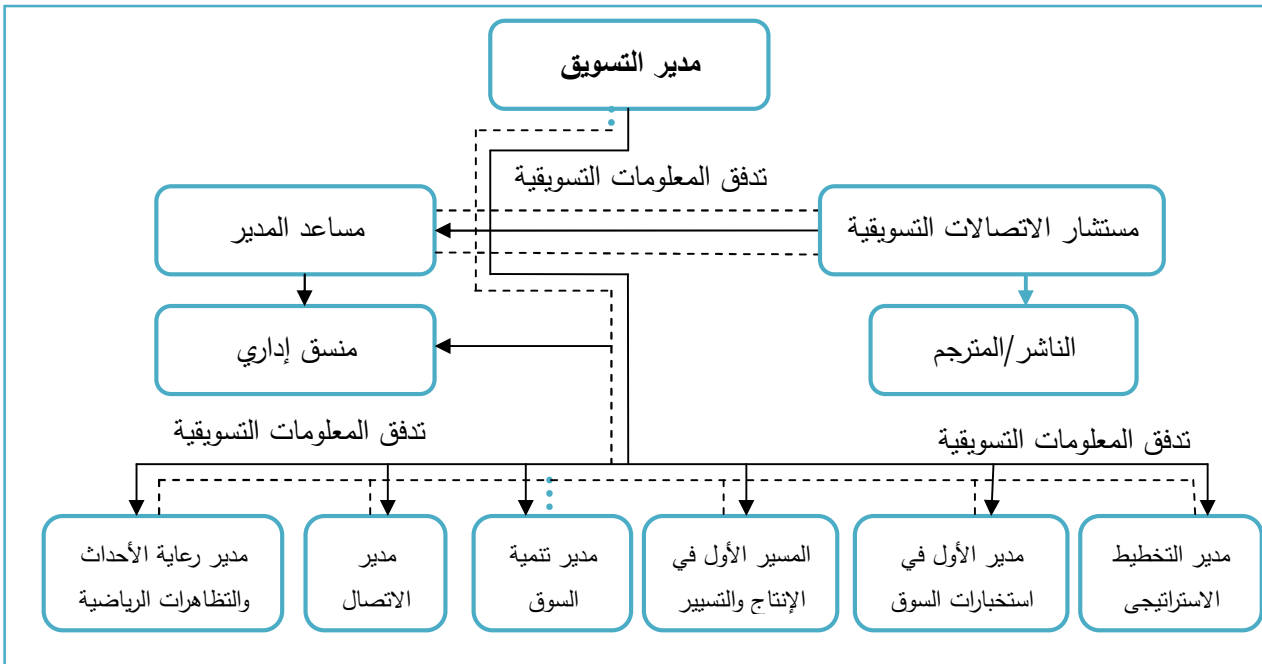 مدير التسويق
تدفق المعلومات التسويقية
مستشار الاتصالات التسويقية
مساعد المدير
الناشر/المترجم
منسق إداري
تدفق المعلومات التسويقية
تدفق المعلومات التسويقية
مدير التخطيط
الاستراتيجى
مدير الأول في
استخبارات السوق
المسير الأول في
الإنتاج والتسيير
مدير تنمية
السوق
مدير
الاتصال
مدير رعاية الأحداث
والتظاهرات الرياضية